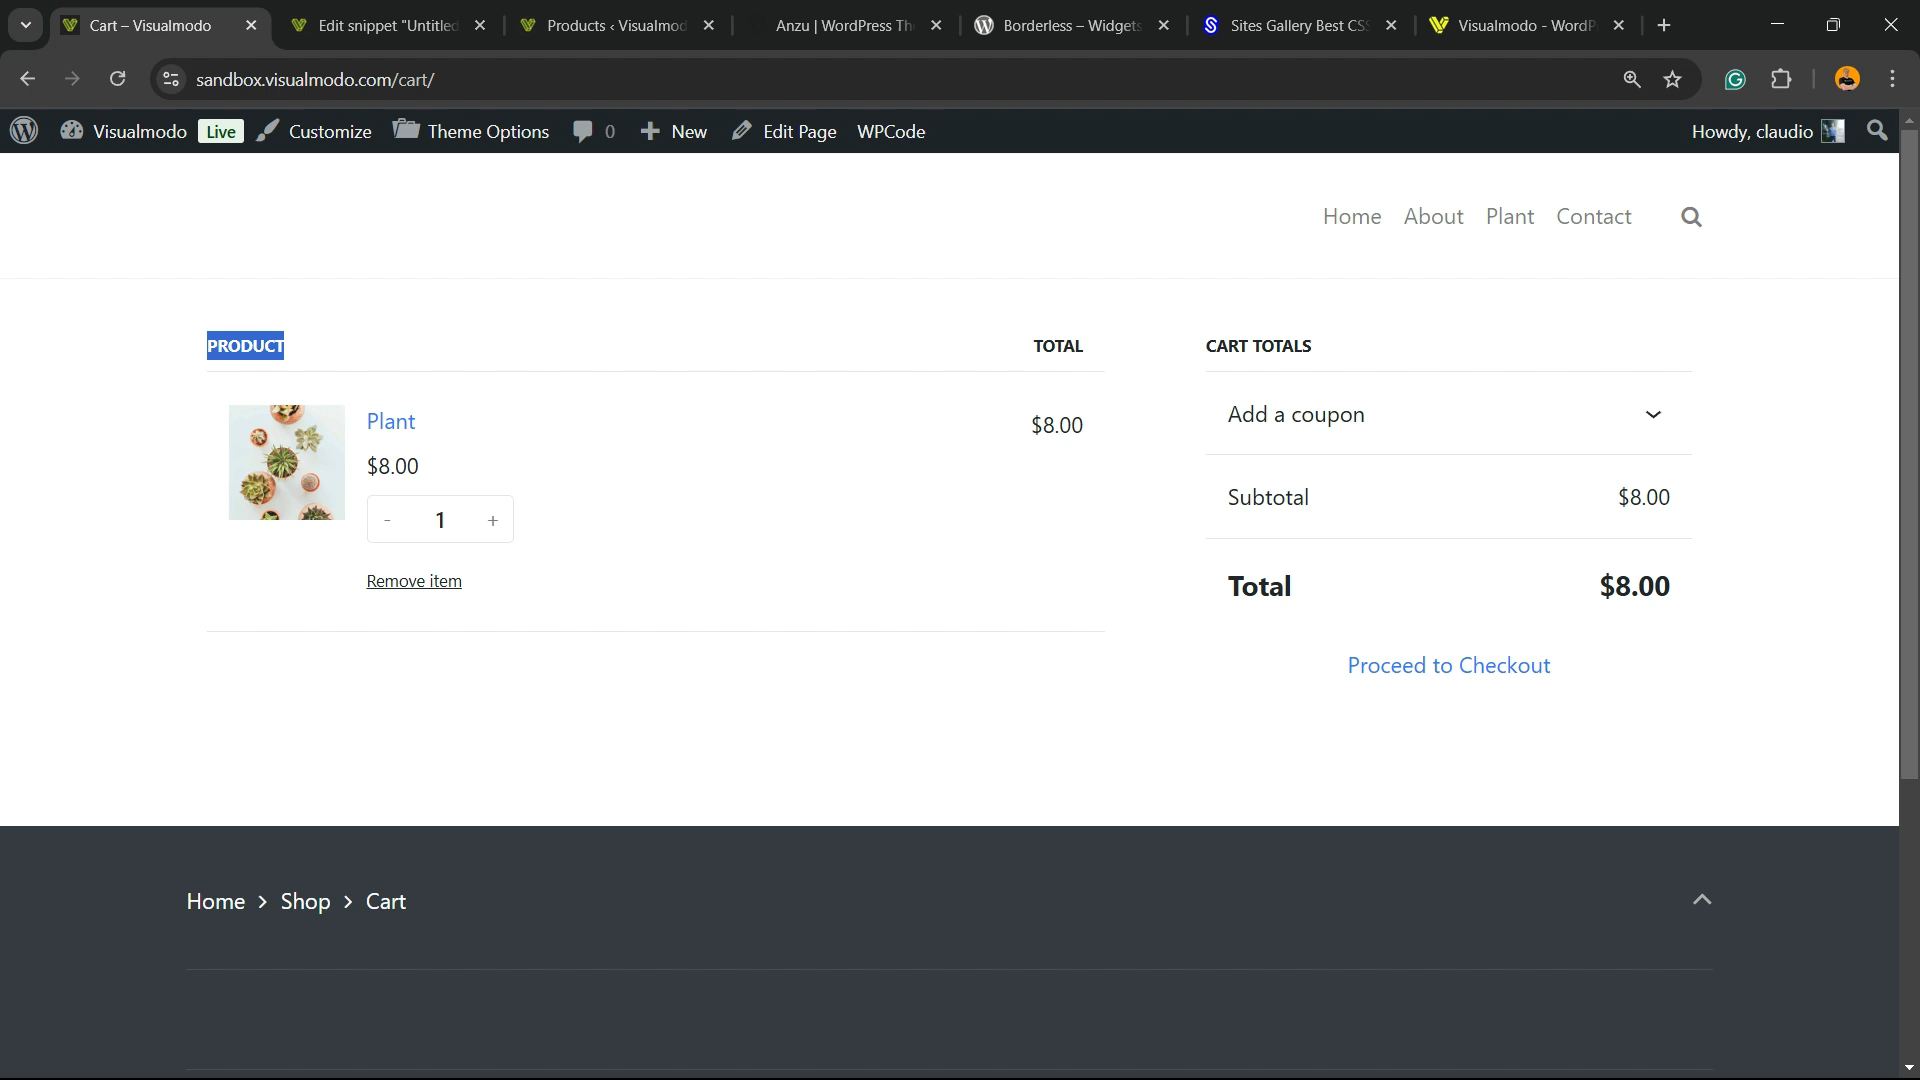 Cart – Visualmodo
Edit snippet "Untitled
Products ‹ Visualmod
Anzu | WordPress Th
Borderless – Widgets
Sites Gallery Best CSS
Visualmodo - WordP
sandbox.visualmodo.com/cart/
Visualmodo Live Customize Theme Options 0 New Edit Page WPCode Howdy, claudio
Home About Plant Contact
PRODUCT TOTAL CART TOTALS
Plant $8.00 Add a coupon
$8.00
- 1 + Subtotal $8.00
Remove item Total $8.00
Proceed to Checkout
Home > Shop > Cart